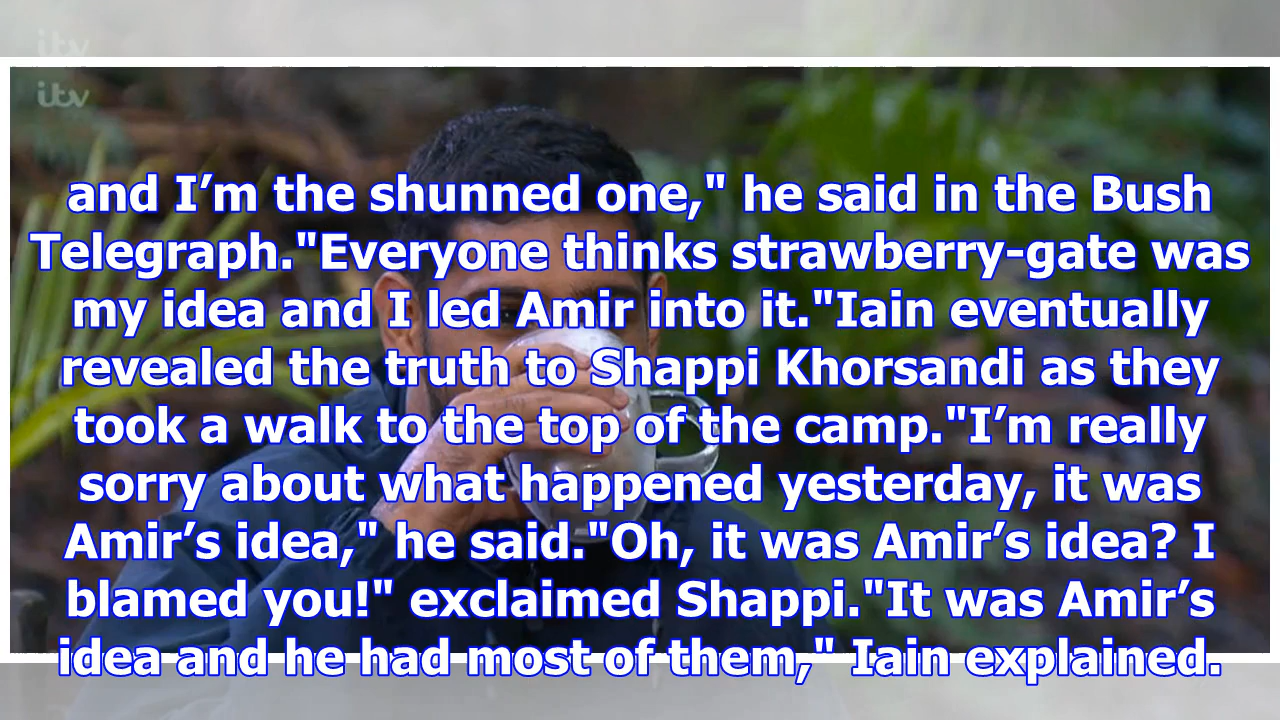 itv
itv
and I’m the shunned one," he said in the Bush
Telegraph."Everyone thinks strawberry-gate was
my idea and I led Amir into it."Iain eventually
revealed the truth to Shappi Khorsandi as they
took a walk to the top of the camp."I’m really
sorry about what happened yesterday, it was
Amir’s idea," he said."Oh, it was Amir’s idea? I
blamed you!" exclaimed Shappi."It was Amir’s
idea and he had most of them," Iain explained.